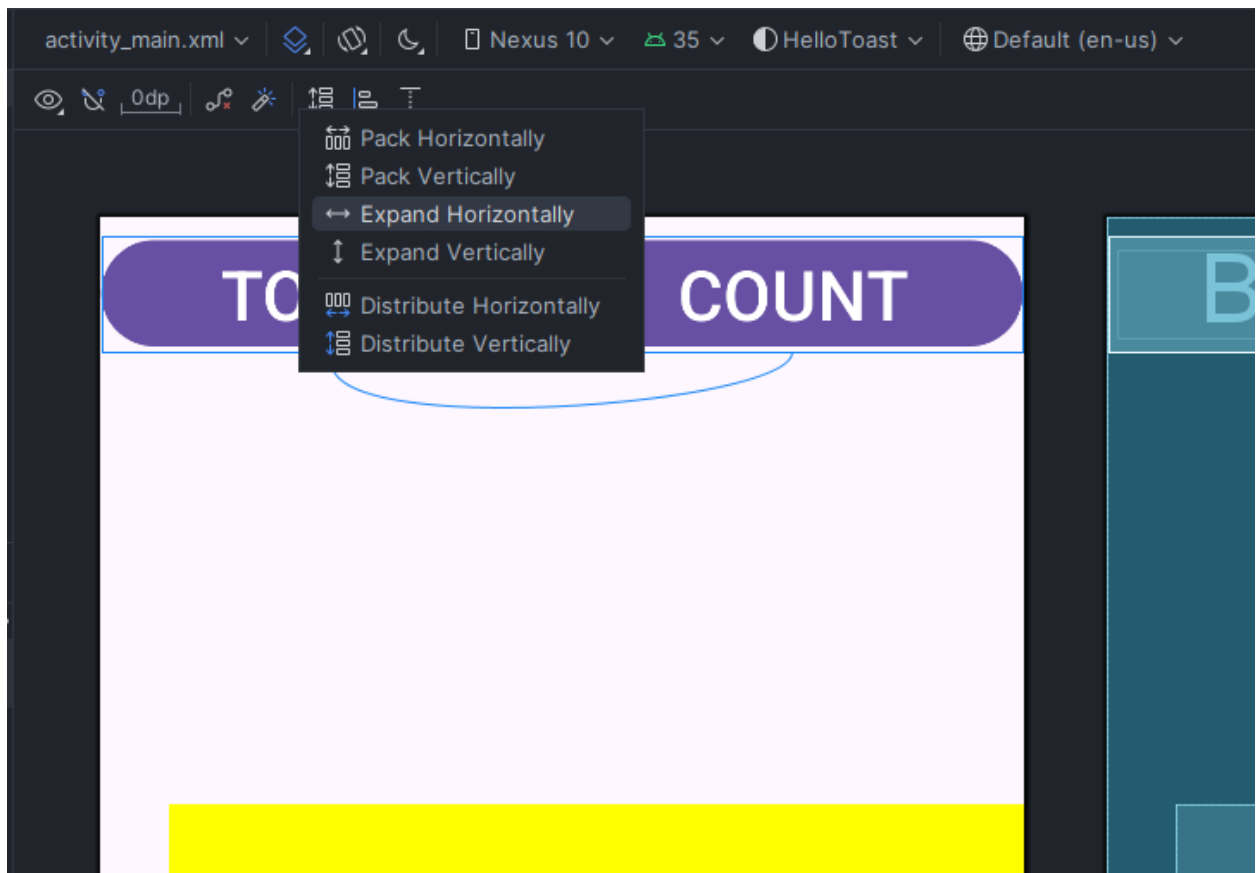 activity_main.xml Nexus 10 35 HelloToast Default (en-us)
0dp
Pack Horizontally
Pack Vertically
Expand Horizontally
Expand Vertically
Distribute Horizontally
Distribute Vertically
TO COUNT
B